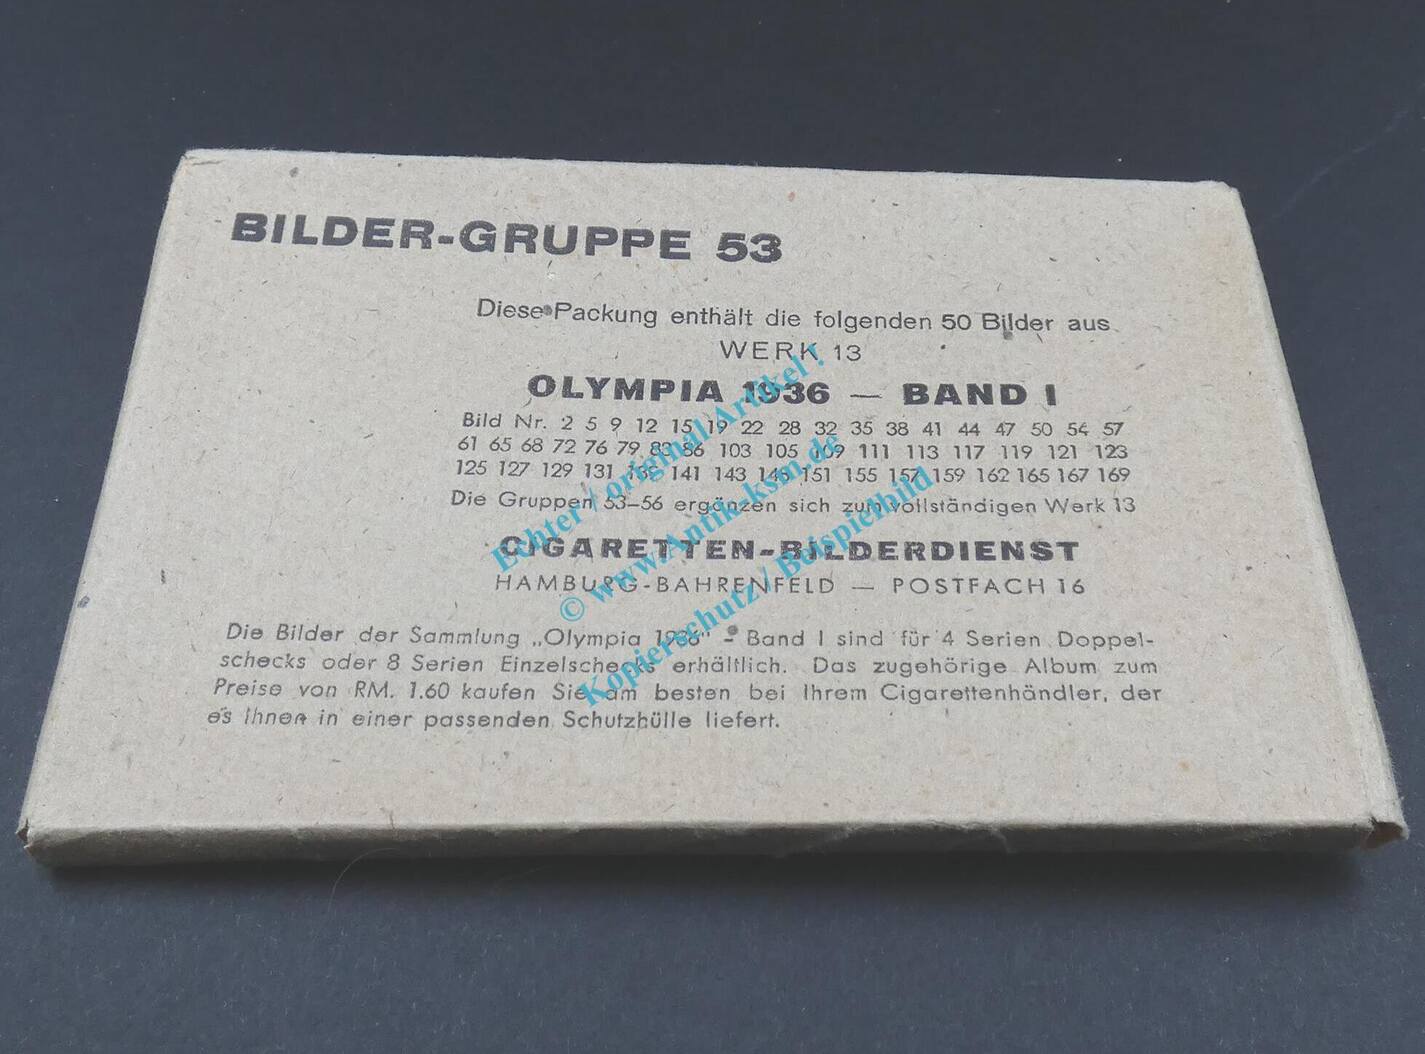 BILDER-GRUPPE 53
Diese Packung enthält die folgenden 50 Bilder aus
WERK 13
OLYMPIA 1936 — BAND I
Bild Nr. 2 5 9 12 15 19 22 28 32 35 38 41 44 47 50 54 57
61 65 68 72 76 79 83 86 103 105 109 111 113 117 119 121 123
125 127 129 131 141 143 151 155 157 159 162 165 167 169
Die Gruppen 53–56 ergänzen sich zum vollständigen Werk 13
CIGARETTEN-BILDERDIENST
HAMBURG-BAHRENFELD — POSTFACH 16
Die Bilder der Sammlung „Olympia 1936" - Band I sind für 4 Serien Doppel-
schecks oder 8 Serien Einzelschecks erhältlich. Das zugehörige Album zum
Preise von RM. 1.60 kaufen Sie am besten bei Ihrem Cigarettenhändler, der
es Ihnen in einer passenden Schutzhülle liefert.
Echter / original Artikel !
© www.Antik-ksm.de
Kopierschutz / Beispielbild